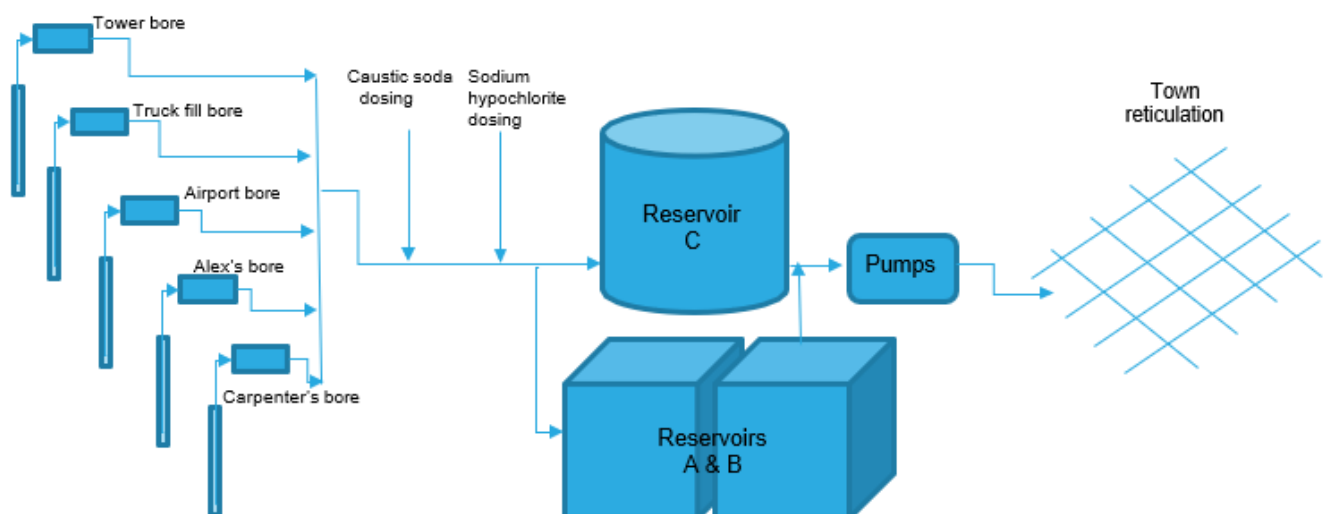 Tower bore
Truck fill bore
Airport bore
Alex's bore
Carpenter's bore
Caustic soda
dosing
Sodium
hypochlorite
dosing
Reservoir
C
Reservoirs
A & B
Pumps
Town
reticulation